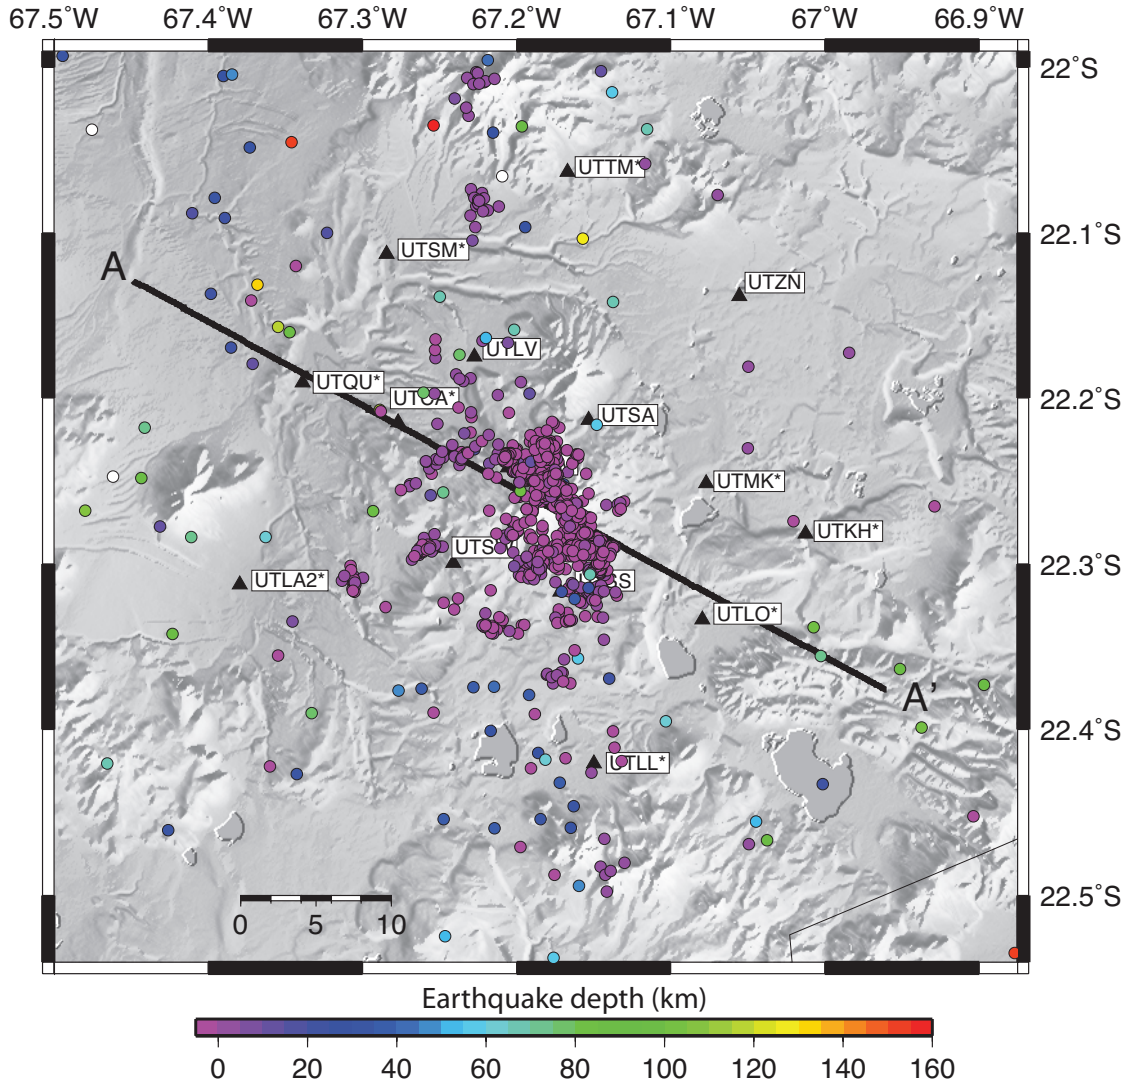 67.5˚W 67.4˚W 67.3˚W 67.2˚W 67.1˚W 67˚W 66.9˚W
22˚S
UTTM*
22.1˚S
UTSM*
A
UTZN
UTLV
UTQU*
UTCA*
22.2˚S
UTSA
UTMK*
UTKH*
22.3˚S
UTLA2*
UTLO*
A’
22.4˚S
UTLL*
22.5˚S
0 5 10
Earthquake depth (km)
0 20 40 60 80 100 120 140 160